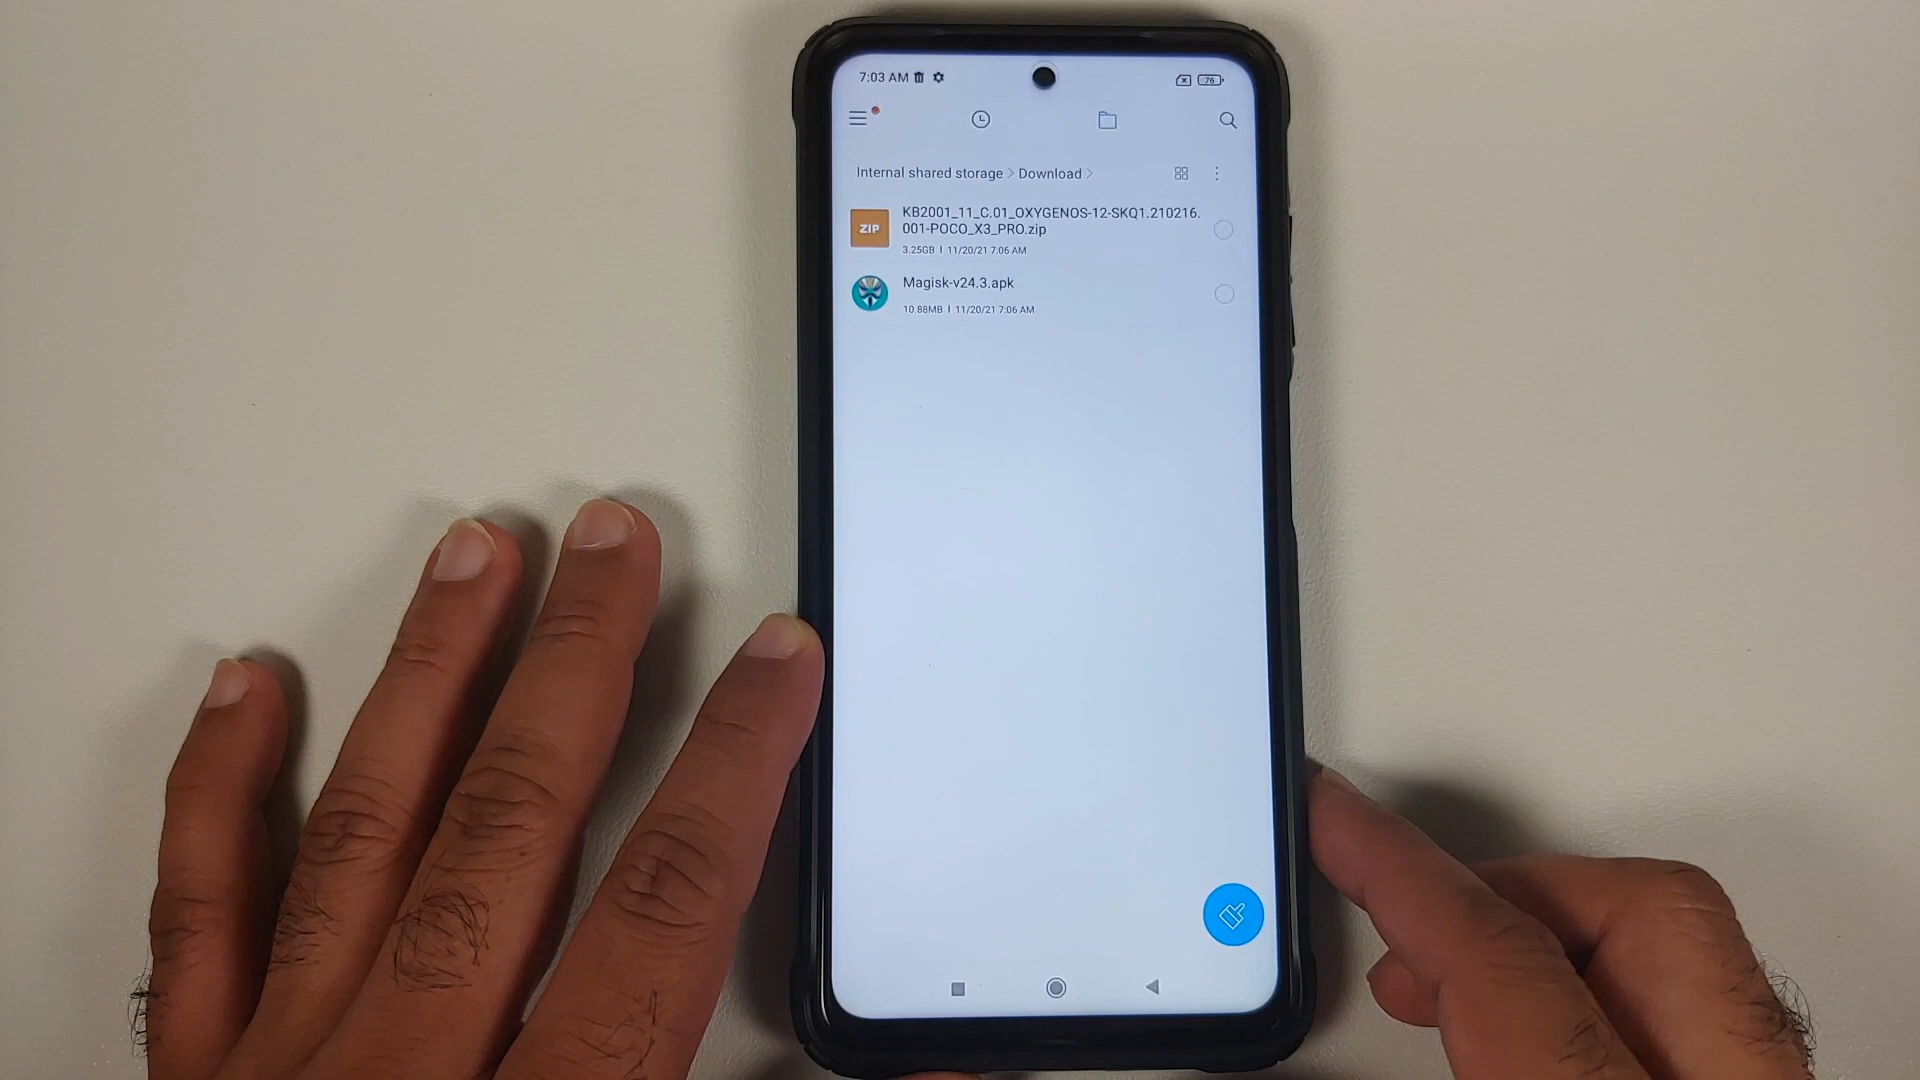 7:03 AM
76
Internal shared storage > Download >
ZIP
KB2001_11_C.01_OXYGENOS-12-SKQ1.210216.
001-POCO_X3_PRO.zip
3.25GB | 11/20/21 7:06 AM
Magisk-v24.3.apk
10.88MB | 11/20/21 7:06 AM